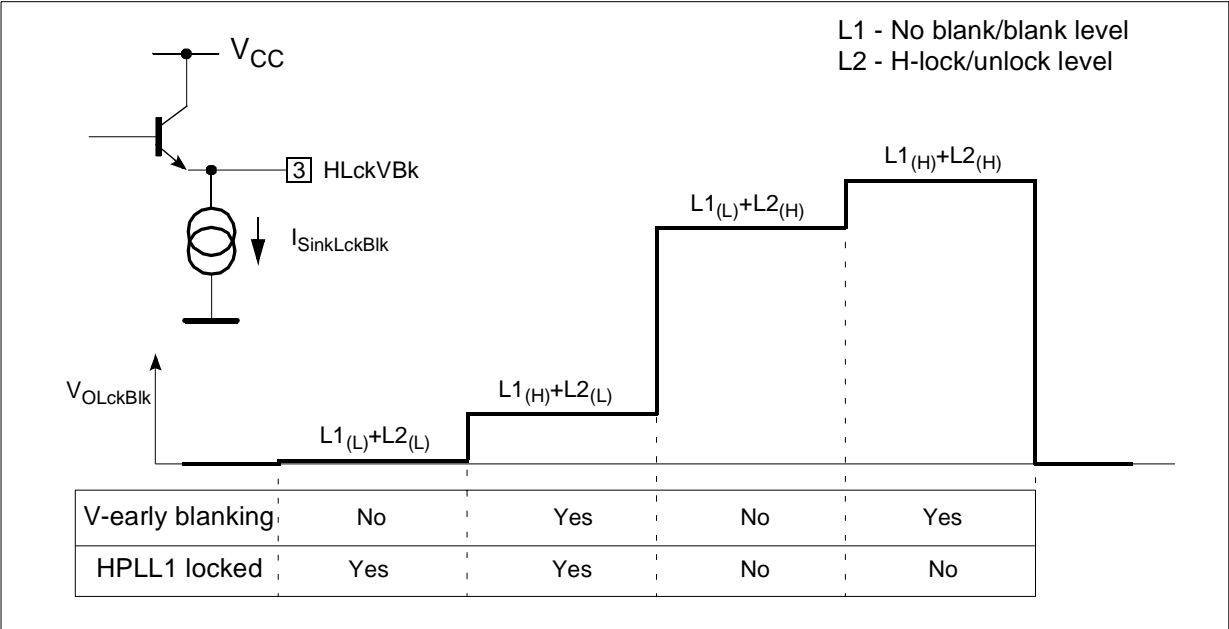 L1 - No blank/blank level
L2 - H-lock/unlock level
VCC
3 HLckVBk
ISinkLckBlk
L1(H)+L2(H)
L1(L)+L2(H)
VOLckBlk
L1(H)+L2(L)
L1(L)+L2(L)
V-early blanking No Yes No Yes
HPLL1 locked Yes Yes No No